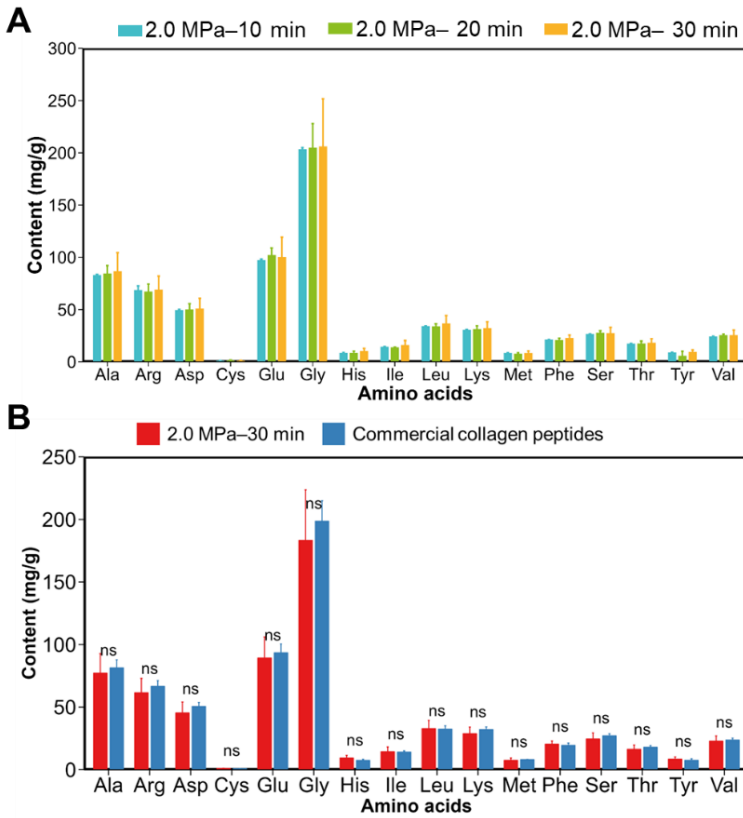 A
2.0 MPa–10 min 2.0 MPa– 20 min 2.0 MPa– 30 min
300
250
200
150
100
50
0
Content (mg/g)
Ala Arg Asp Cys Glu Gly His Ile Leu Lys Met Phe Ser Thr Tyr Val
Amino acids
B
2.0 MPa–30 min Commercial collagen peptides
250
200
150
100
50
0
Content (mg/g)
ns ns ns ns ns ns ns ns ns ns ns ns ns ns ns ns
Ala Arg Asp Cys Glu Gly His Ile Leu Lys Met Phe Ser Thr Tyr Val
Amino acids